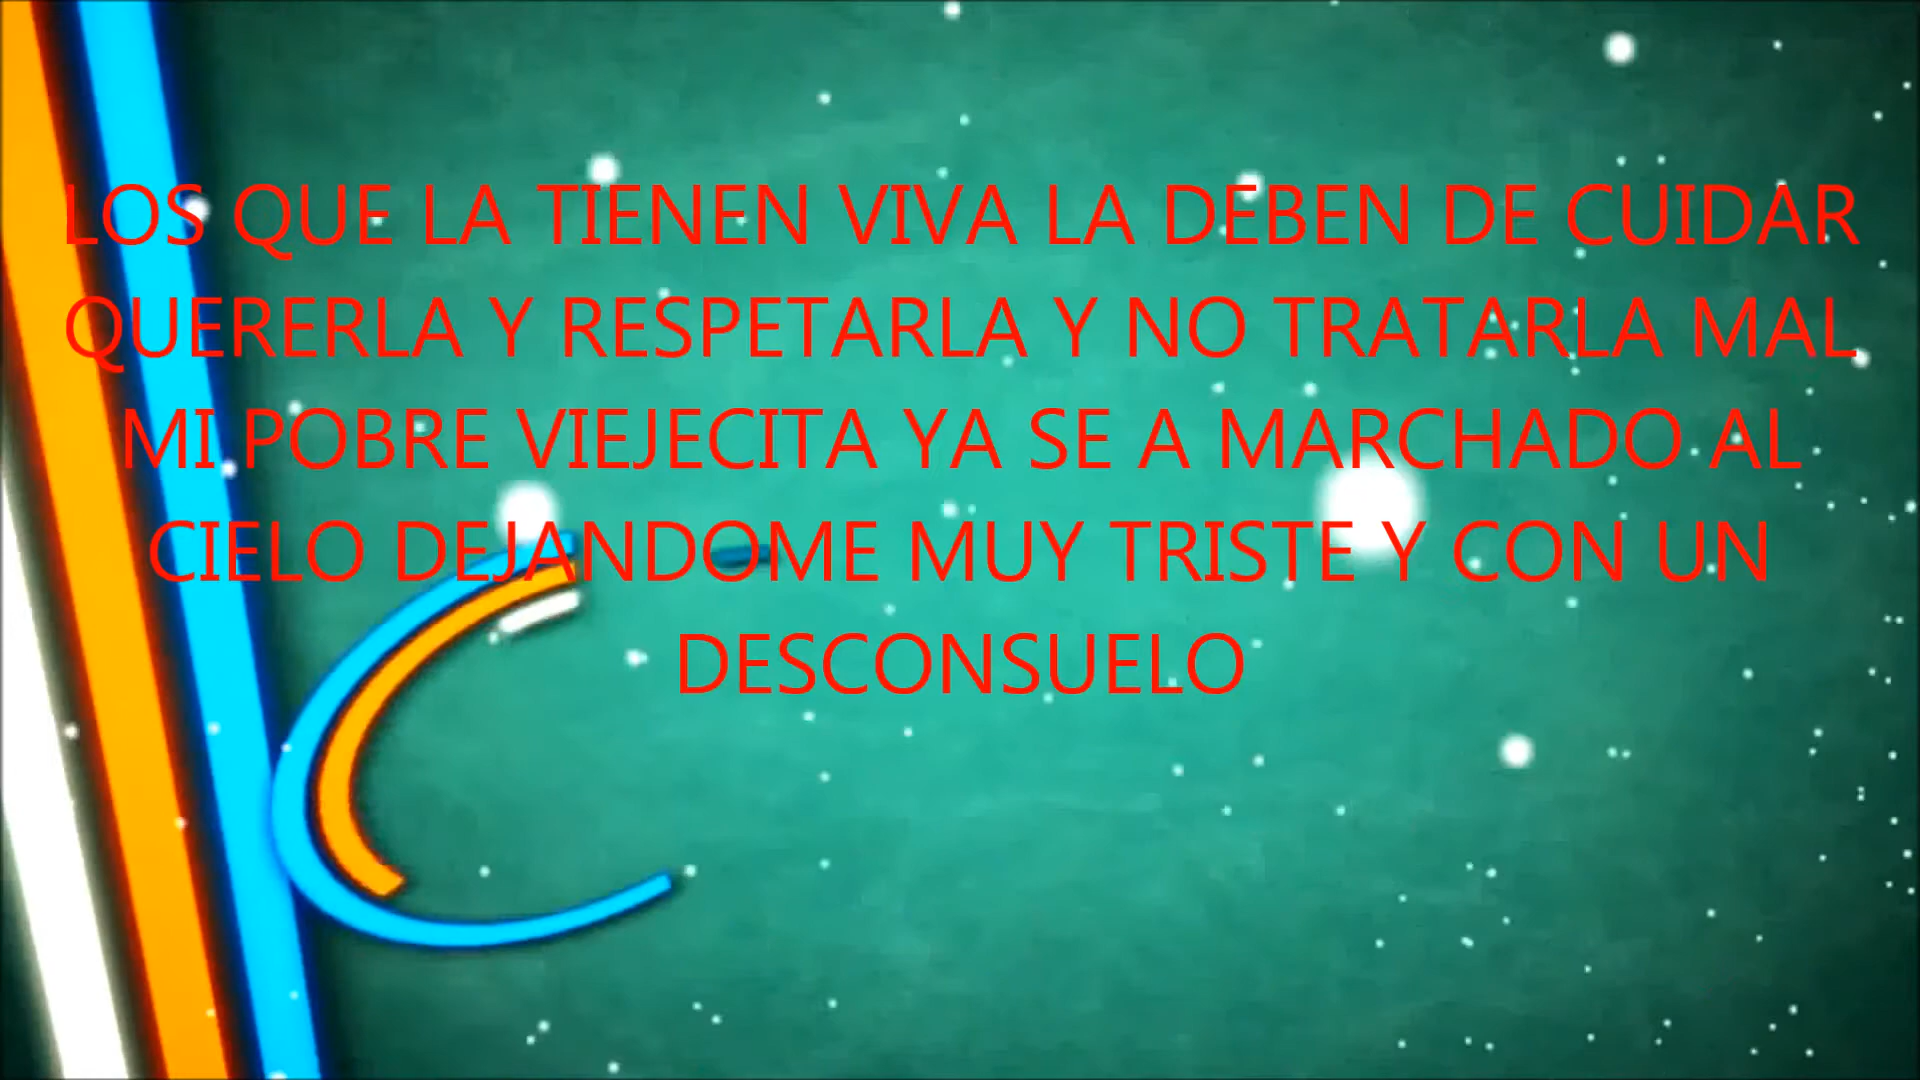 LOS QUE LA TIENEN VIVA LA DEBEN DE CUIDAR
QUERERLA Y RESPETARLA Y NO TRATARLA MAL
MI POBRE VIEJECITA YA SE A MARCHADO AL
CIELO DEJANDOME MUY TRISTE Y CON UN
DESCONSUELO